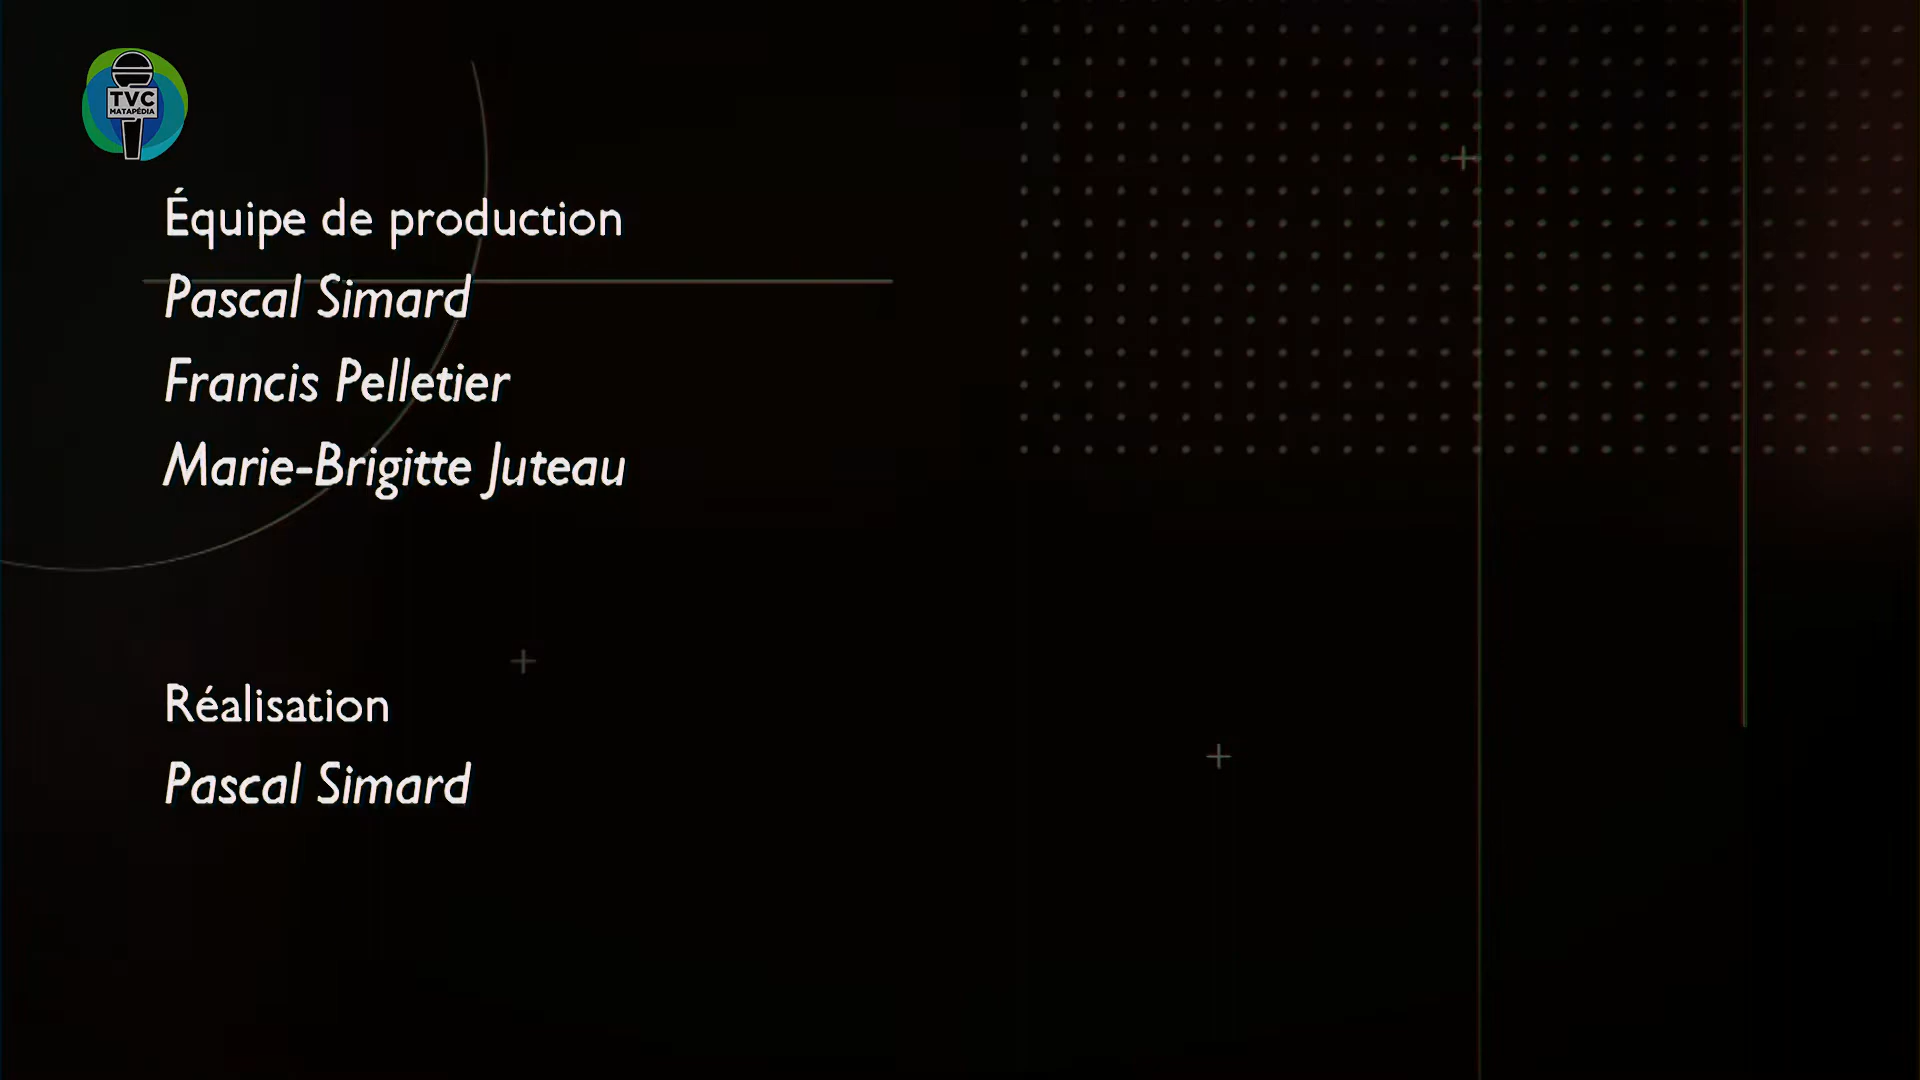 TVC
MATAPÉDIA
Équipe de production
Pascal Simard
Francis Pelletier
Marie-Brigitte Juteau
Réalisation
Pascal Simard